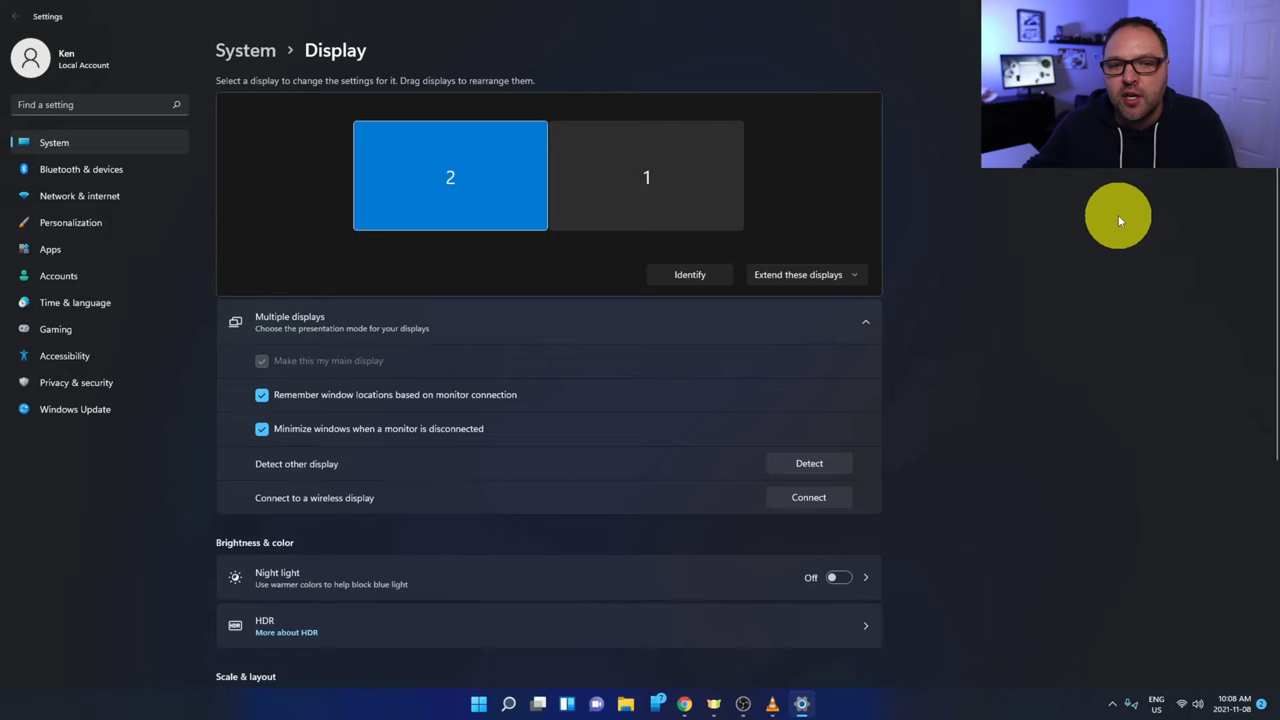 Settings
Ken
Local Account
Find a setting
System
Bluetooth & devices
Network & internet
Personalization
Apps
Accounts
Time & language
Gaming
Accessibility
Privacy & security
Windows Update
System > Display
Select a display to change the settings for it. Drag displays to rearrange them.
2
1
Identify
Extend these displays
Multiple displays
Choose the presentation mode for your displays
Make this my main display
Remember window locations based on monitor connection
Minimize windows when a monitor is disconnected
Detect other display
Detect
Connect to a wireless display
Connect
Brightness & color
Night light
Use warmer colors to help block blue light
Off
HDR
HDR
More about HDR
Scale & layout
ENG
US
10:08 AM
2021-11-08
2